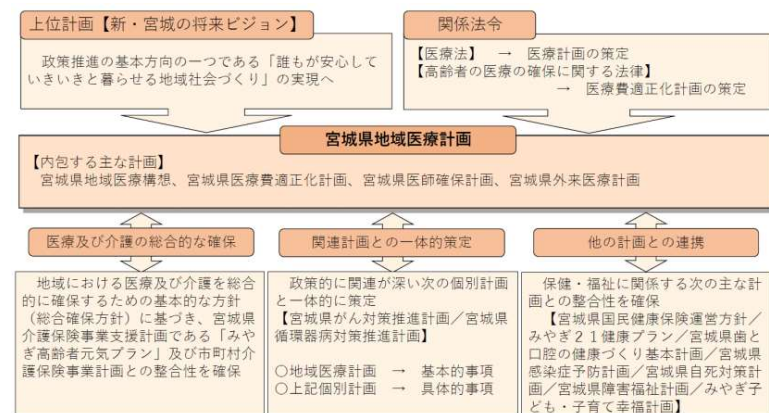 上位計画【新・宮城の将来ビジョン】
政策推進の基本方向の一つである「誰もが安心して
いきいきと暮らせる地域社会づくり」の実現へ
関係法令
【医療法】 → 医療計画の策定
【高齢者の医療の確保に関する法律】
→ 医療費適正化計画の策定
宮城県地域医療計画
【内包する主な計画】
宮城県地域医療構想、宮城県医療費適正化計画、宮城県医師確保計画、宮城県外来医療計画
医療及び介護の総合的な確保
地域における医療及び介護を総合
的に確保するための基本的な方針
（総合確保方針）に基づき、宮城県
介護保険事業支援計画である「みや
ぎ高齢者元気プラン」及び市町村介
護保険事業計画との整合性を確保
関連計画との一体的策定
政策的に関連が深い次の個別計画
と一体的に策定
【宮城県がん対策推進計画／宮城県
循環器病対策推進計画】
○地域医療計画 → 基本的事項
○上記個別計画 → 具体的事項
他の計画との連携
保健・福祉に関係する次の主な計
画との整合性を確保
【宮城県国民健康保険運営方針／
みやぎ２１健康プラン／宮城県歯と
口腔の健康づくり基本計画／宮城県
感染症予防計画／宮城県自死対策計
画／宮城県障害福祉計画／みやぎ子
ども・子育て幸福計画】